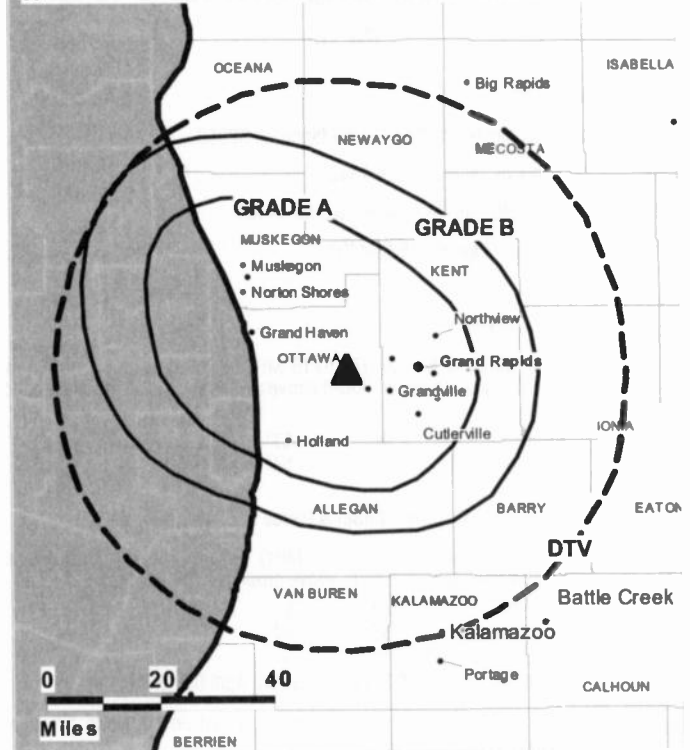 OCEANA
ISABELLA
Big Rapids
NEWAYGO
MECOSTA
GRADE A
GRADE B
MUSKEGON
KENT
Muskegon
Norton Shores
Northview
Grand Haven
OTTAWA
Grand Rapids
Grandville
Cutlerville
IONIA
Holland
ALLEGAN
BARRY
EATON
DTV
VAN BUREN
KALAMAZOO
Battle Creek
Kalamazoo
Portage
0 20 40
CALHOUN
Miles
BERRIEN